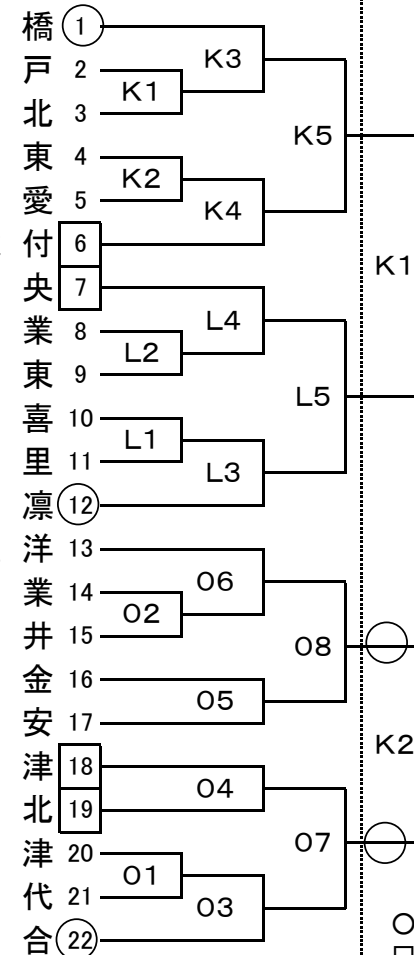 橋 1
戸 2
北 3
東 4
愛 5
付 6
央 7
業 8
東 9
喜 10
里 11
凛 12
洋 13
業 14
井 15
金 16
安 17
津 18
北 19
津 20
代 21
合 22
K3
K1
K5
K2
K4
K1
L4
L2
L5
L1
L3
O6
O2
O8
O5
K2
O4
O7
O1
O3
○